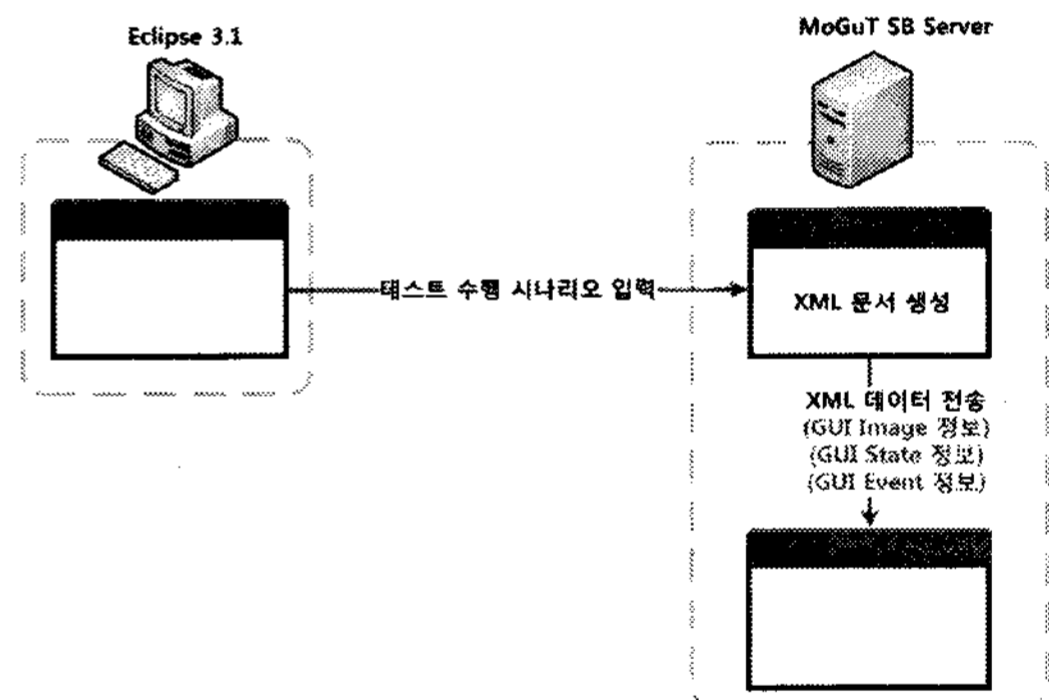 Eclipse 3.1
MoGuT SB Server
테스트 수행 시나리오 입력
XML 문서 생성
XML 데이터 전송
(GUI Image 정보)
(GUI State 정보)
(GUI Event 정보)